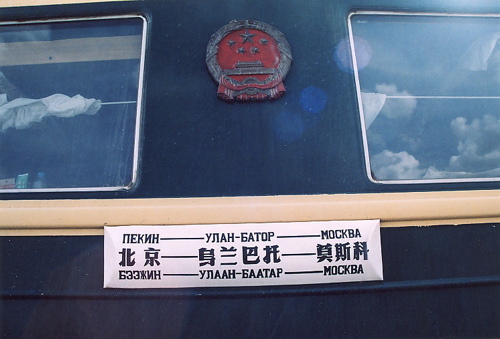 ПЕКИН—УЛАН-БАТОР—МОСКВА
北京—乌兰巴托—莫斯科
БЭЭЖИН—УЛААН-БААТАР—МОСКВА